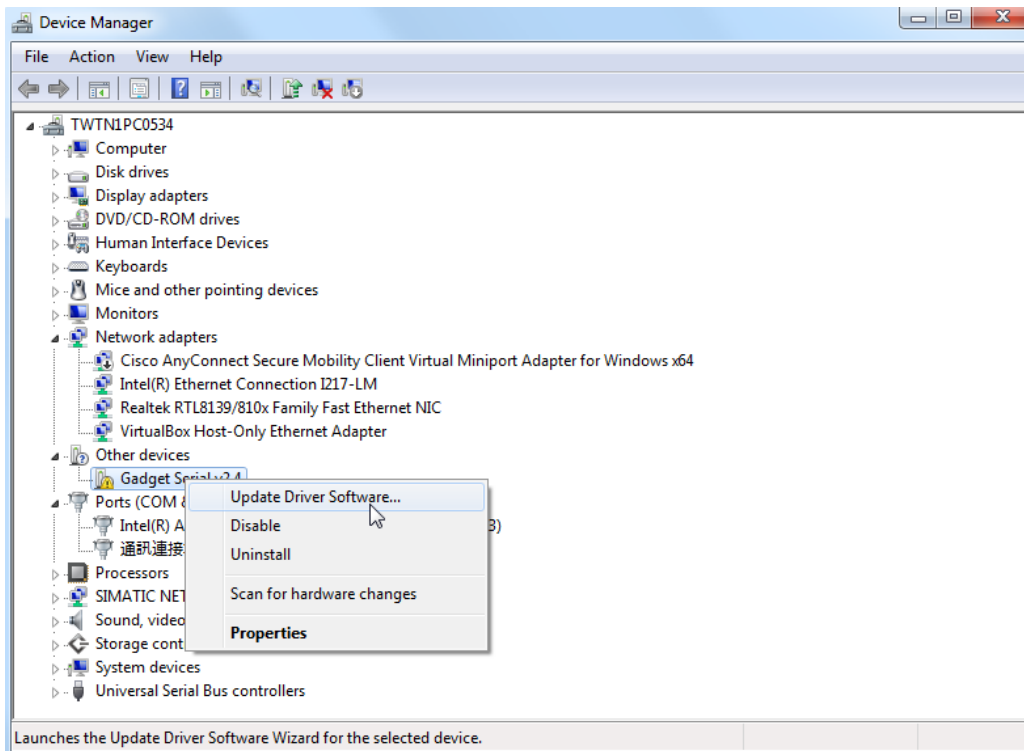 Device Manager
File Action View Help
TWTN1PC0534
Computer
Disk drives
Display adapters
DVD/CD-ROM drives
Human Interface Devices
Keyboards
Mice and other pointing devices
Monitors
Network adapters
Cisco AnyConnect Secure Mobility Client Virtual Miniport Adapter for Windows x64
Intel(R) Ethernet Connection I217-LM
Realtek RTL8139/810x Family Fast Ethernet NIC
VirtualBox Host-Only Ethernet Adapter
Other devices
Gadget Serial v2.4
Update Driver Software...
Disable
Uninstall
Scan for hardware changes
Properties
Ports (COM &
Intel(R) A 3)
通訊連接
Processors
SIMATIC NET
Sound, video
Storage cont
System devices
Universal Serial Bus controllers
Launches the Update Driver Software Wizard for the selected device.